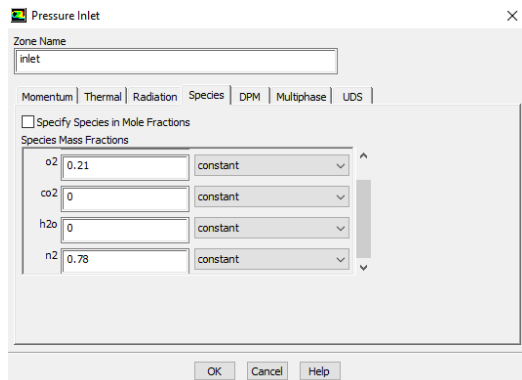 Pressure Inlet
Zone Name
inlet
Momentum Thermal Radiation Species DPM Multiphase UDS
Specify Species in Mole Fractions
Species Mass Fractions
o2 0.21 constant
co2 0 constant
h2o 0 constant
n2 0.78 constant
OK Cancel Help